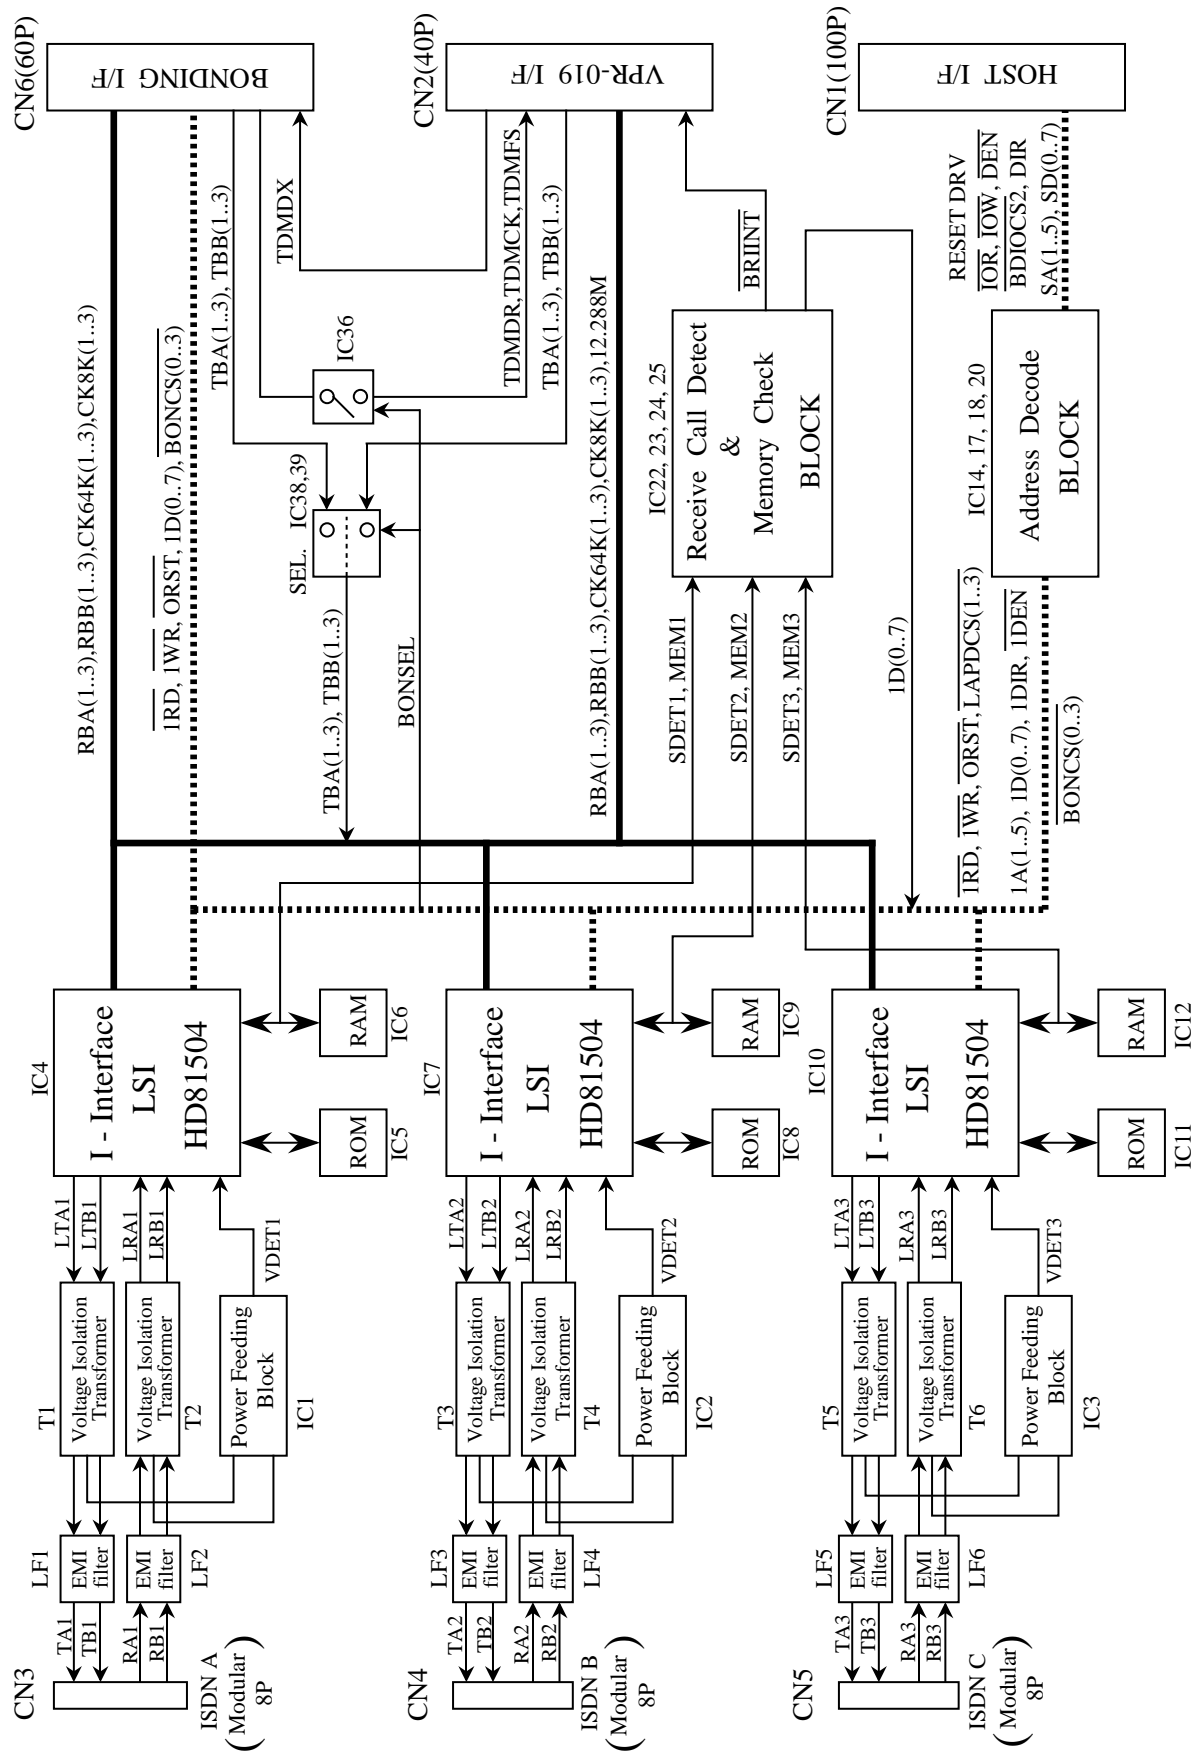 CN3
ISDN A
(Modular 8P)
TA1
TB1
RA1
RB1
LF1
EMI
filter
EMI
filter
LF2
T1
Voltage Isolation
Transformer
Voltage Isolation
Transformer
T2
Power Feeding
Block
IC1
LTA1
LTB1
LRA1
LRB1
VDET1
IC4
I - Interface
LSI
HD81504
ROM
IC5
RAM
IC6
CN4
ISDN B
(Modular 8P)
TA2
TB2
RA2
RB2
LF3
EMI
filter
EMI
filter
LF4
T3
Voltage Isolation
Transformer
Voltage Isolation
Transformer
T4
Power Feeding
Block
IC2
LTA2
LTB2
LRA2
LRB2
VDET2
IC7
I - Interface
LSI
HD81504
ROM
IC8
RAM
IC9
CN5
ISDN C
(Modular 8P)
TA3
TB3
RA3
RB3
LF5
EMI
filter
EMI
filter
LF6
T5
Voltage Isolation
Transformer
Voltage Isolation
Transformer
T6
Power Feeding
Block
IC3
LTA3
LTB3
LRA3
LRB3
VDET3
IC10
I - Interface
LSI
HD81504
ROM
IC11
RAM
IC12
RBA(1..3),RBB(1..3),CK64K(1..3),CK8K(1..3)
1RD, 1WR, ORST, 1D(0..7), BONCS(0..3)
TBA(1..3), TBB(1..3)
TDMDX
CN6(60P)
BONDING I/F
SEL. IC38,39
IC36
TBA(1..3), TBB(1..3)
BONSEL
TDMDR,TDMCK,TDMFS
TBA(1..3), TBB(1..3)
RBA(1..3),RBB(1..3),CK64K(1..3),CK8K(1..3),12.288M
CN2(40P)
VPR-019 I/F
SDET1, MEM1
SDET2, MEM2
SDET3, MEM3
IC22, 23, 24, 25
Receive Call Detect
&
Memory Check
BLOCK
BRIINT
1D(0..7)
1RD, 1WR, ORST, LAPDCS(1..3)
1A(1..5), 1D(0..7), 1DIR, 1DEN
BONCS(0..3)
IC14, 17, 18, 20
Address Decode
BLOCK
RESET DRV
IOR, IOW, DEN
BDIOCS2, DIR
SA(1..5), SD(0..7)
CN1(100P)
HOST I/F